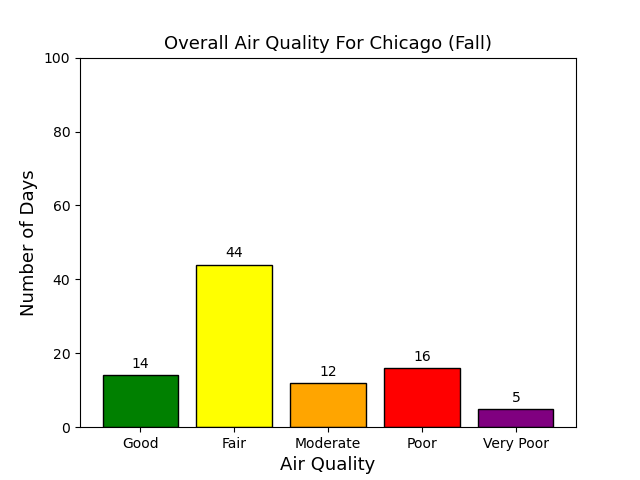 Overall Air Quality For Chicago (Fall)
100
80
60
40
20
0
Number of Days
14
44
12
16
5
Good Fair Moderate Poor Very Poor
Air Quality